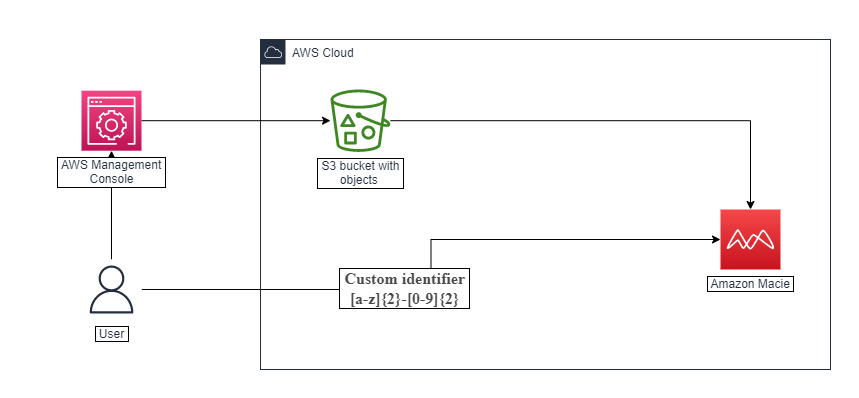 AWS Cloud
AWS Management
Console
S3 bucket with
objects
Custom identifier
[a-z]{2}-[0-9]{2}
Amazon Macie
User